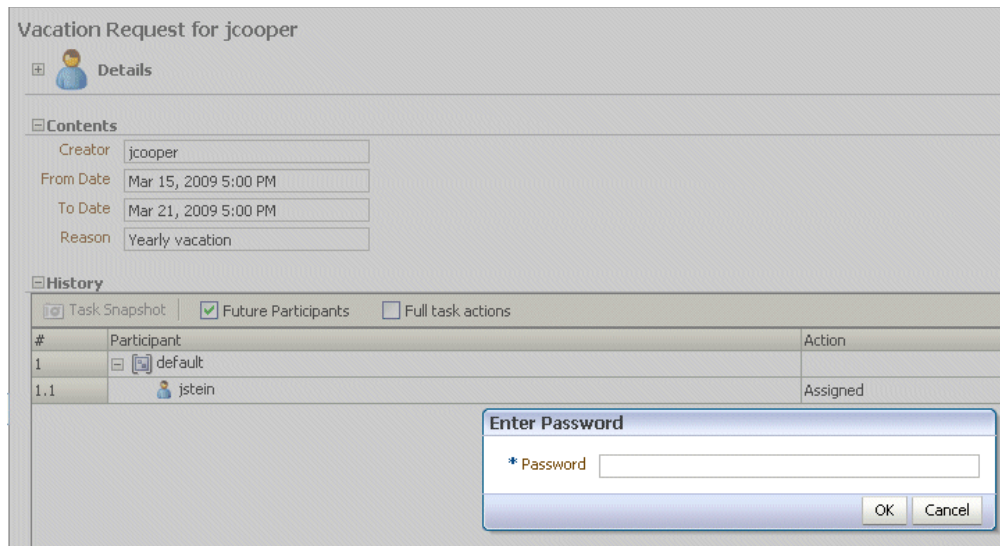 Vacation Request for jcooper
Details
Contents
Creator jcooper
From Date Mar 15, 2009 5:00 PM
To Date Mar 21, 2009 5:00 PM
Reason Yearly vacation
History
Task Snapshot Future Participants Full task actions
# Participant Action
1 default
1.1 jstein Assigned
Enter Password
* Password
OK Cancel